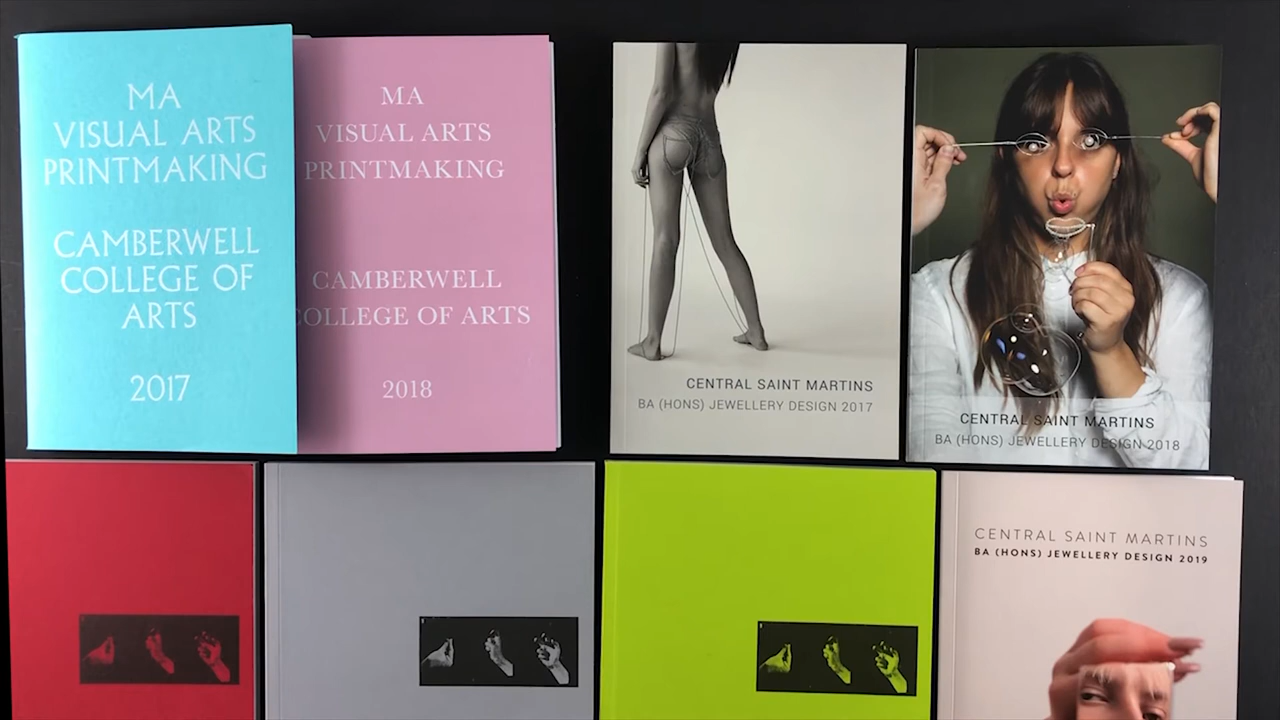 MA
VISUAL ARTS
PRINTMAKING
CAMBERWELL
COLLEGE OF
ARTS
2017
MA
VISUAL ARTS
PRINTMAKING
CAMBERWELL
COLLEGE OF ARTS
2018
CENTRAL SAINT MARTINS
BA (HONS) JEWELLERY DESIGN 2017
CENTRAL SAINT MARTINS
BA (HONS) JEWELLERY DESIGN 2018
CENTRAL SAINT MARTINS
BA (HONS) JEWELLERY DESIGN 2019